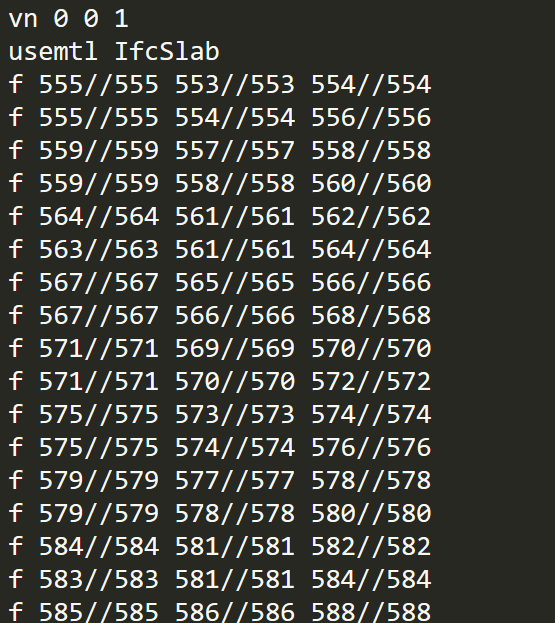 vn 0 0 1
usemtl IfcSlab
f 555//555 553//553 554//554
f 555//555 554//554 556//556
f 559//559 557//557 558//558
f 559//559 558//558 560//560
f 564//564 561//561 562//562
f 563//563 561//561 564//564
f 567//567 565//565 566//566
f 567//567 566//566 568//568
f 571//571 569//569 570//570
f 571//571 570//570 572//572
f 575//575 573//573 574//574
f 575//575 574//574 576//576
f 579//579 577//577 578//578
f 579//579 578//578 580//580
f 584//584 581//581 582//582
f 583//583 581//581 584//584
f 585//585 586//586 588//588